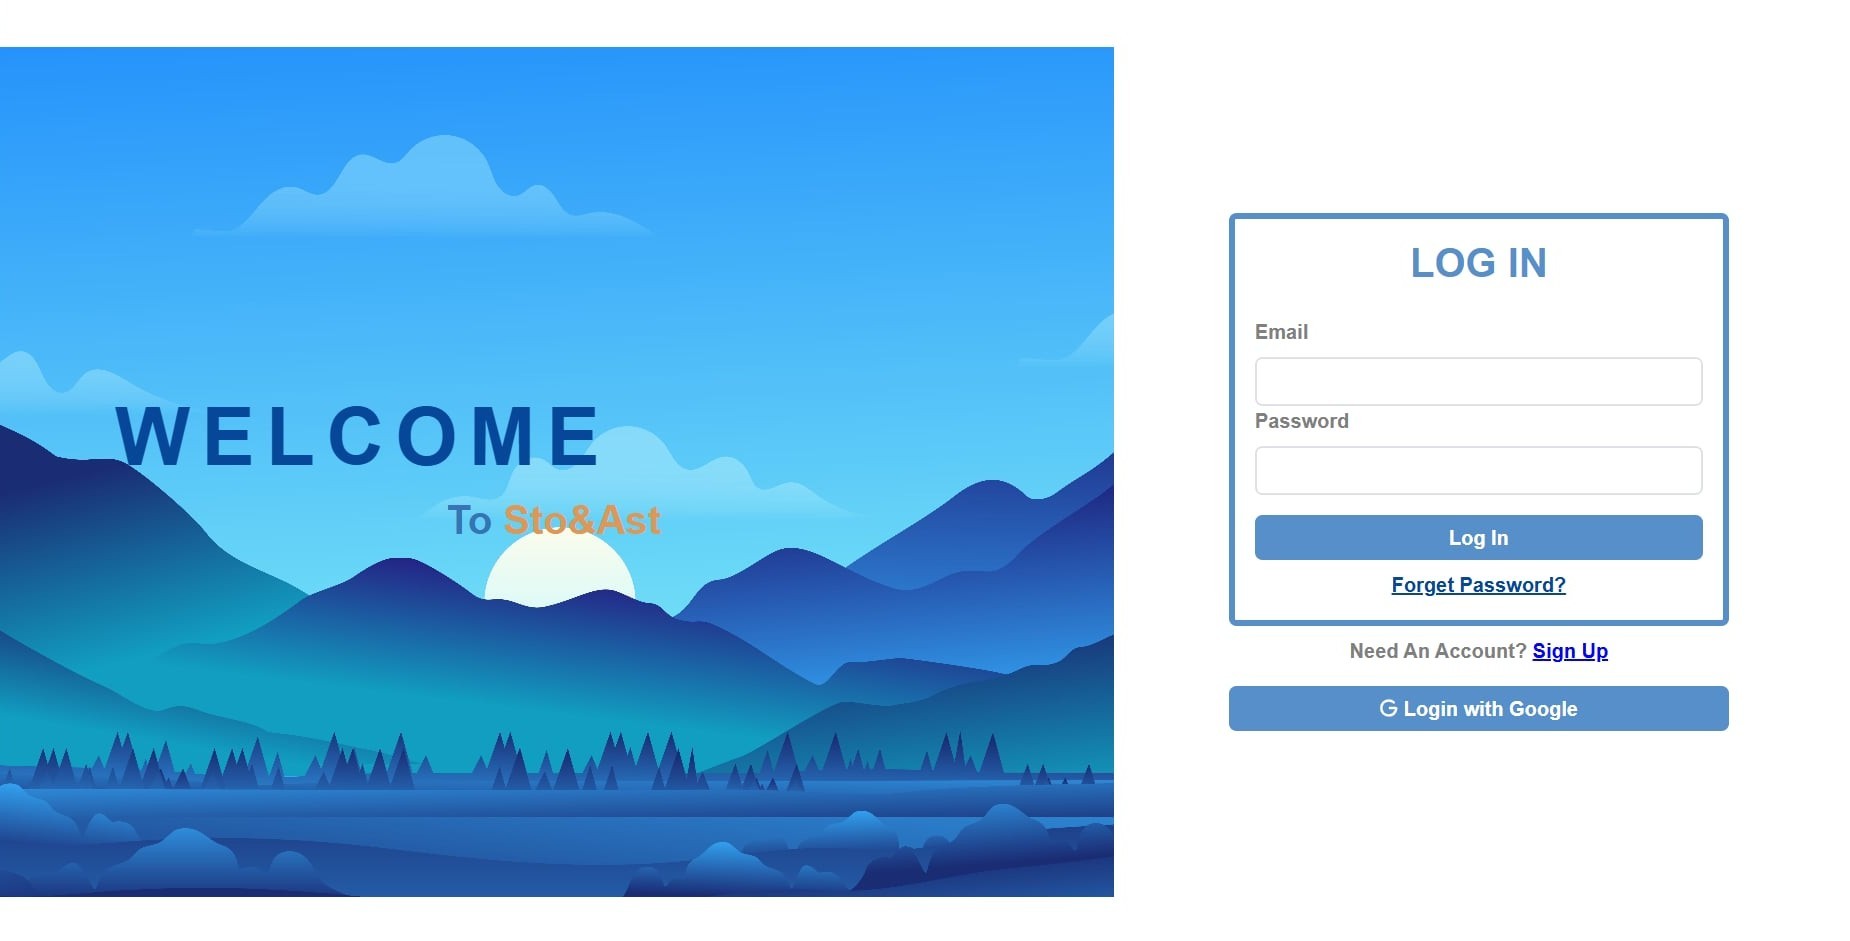 WELCOME
To Sto&Ast
LOG IN
Email
Password
Log In
Forget Password?
Need An Account? Sign Up
Login with Google